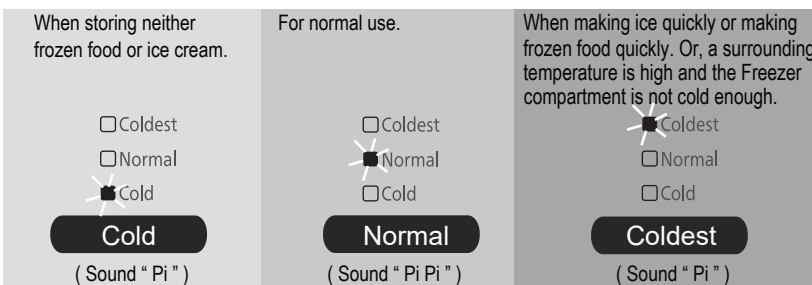 When storing neither
frozen food or ice cream.
Coldest
Normal
Cold
Cold
( Sound “ Pi ” )
For normal use.
Coldest
Normal
Cold
Normal
( Sound “ Pi Pi ” )
When making ice quickly or making
frozen food quickly. Or, a surrounding
temperature is high and the Freezer
compartment is not cold enough.
Coldest
Normal
Cold
Coldest
( Sound “ Pi ” )